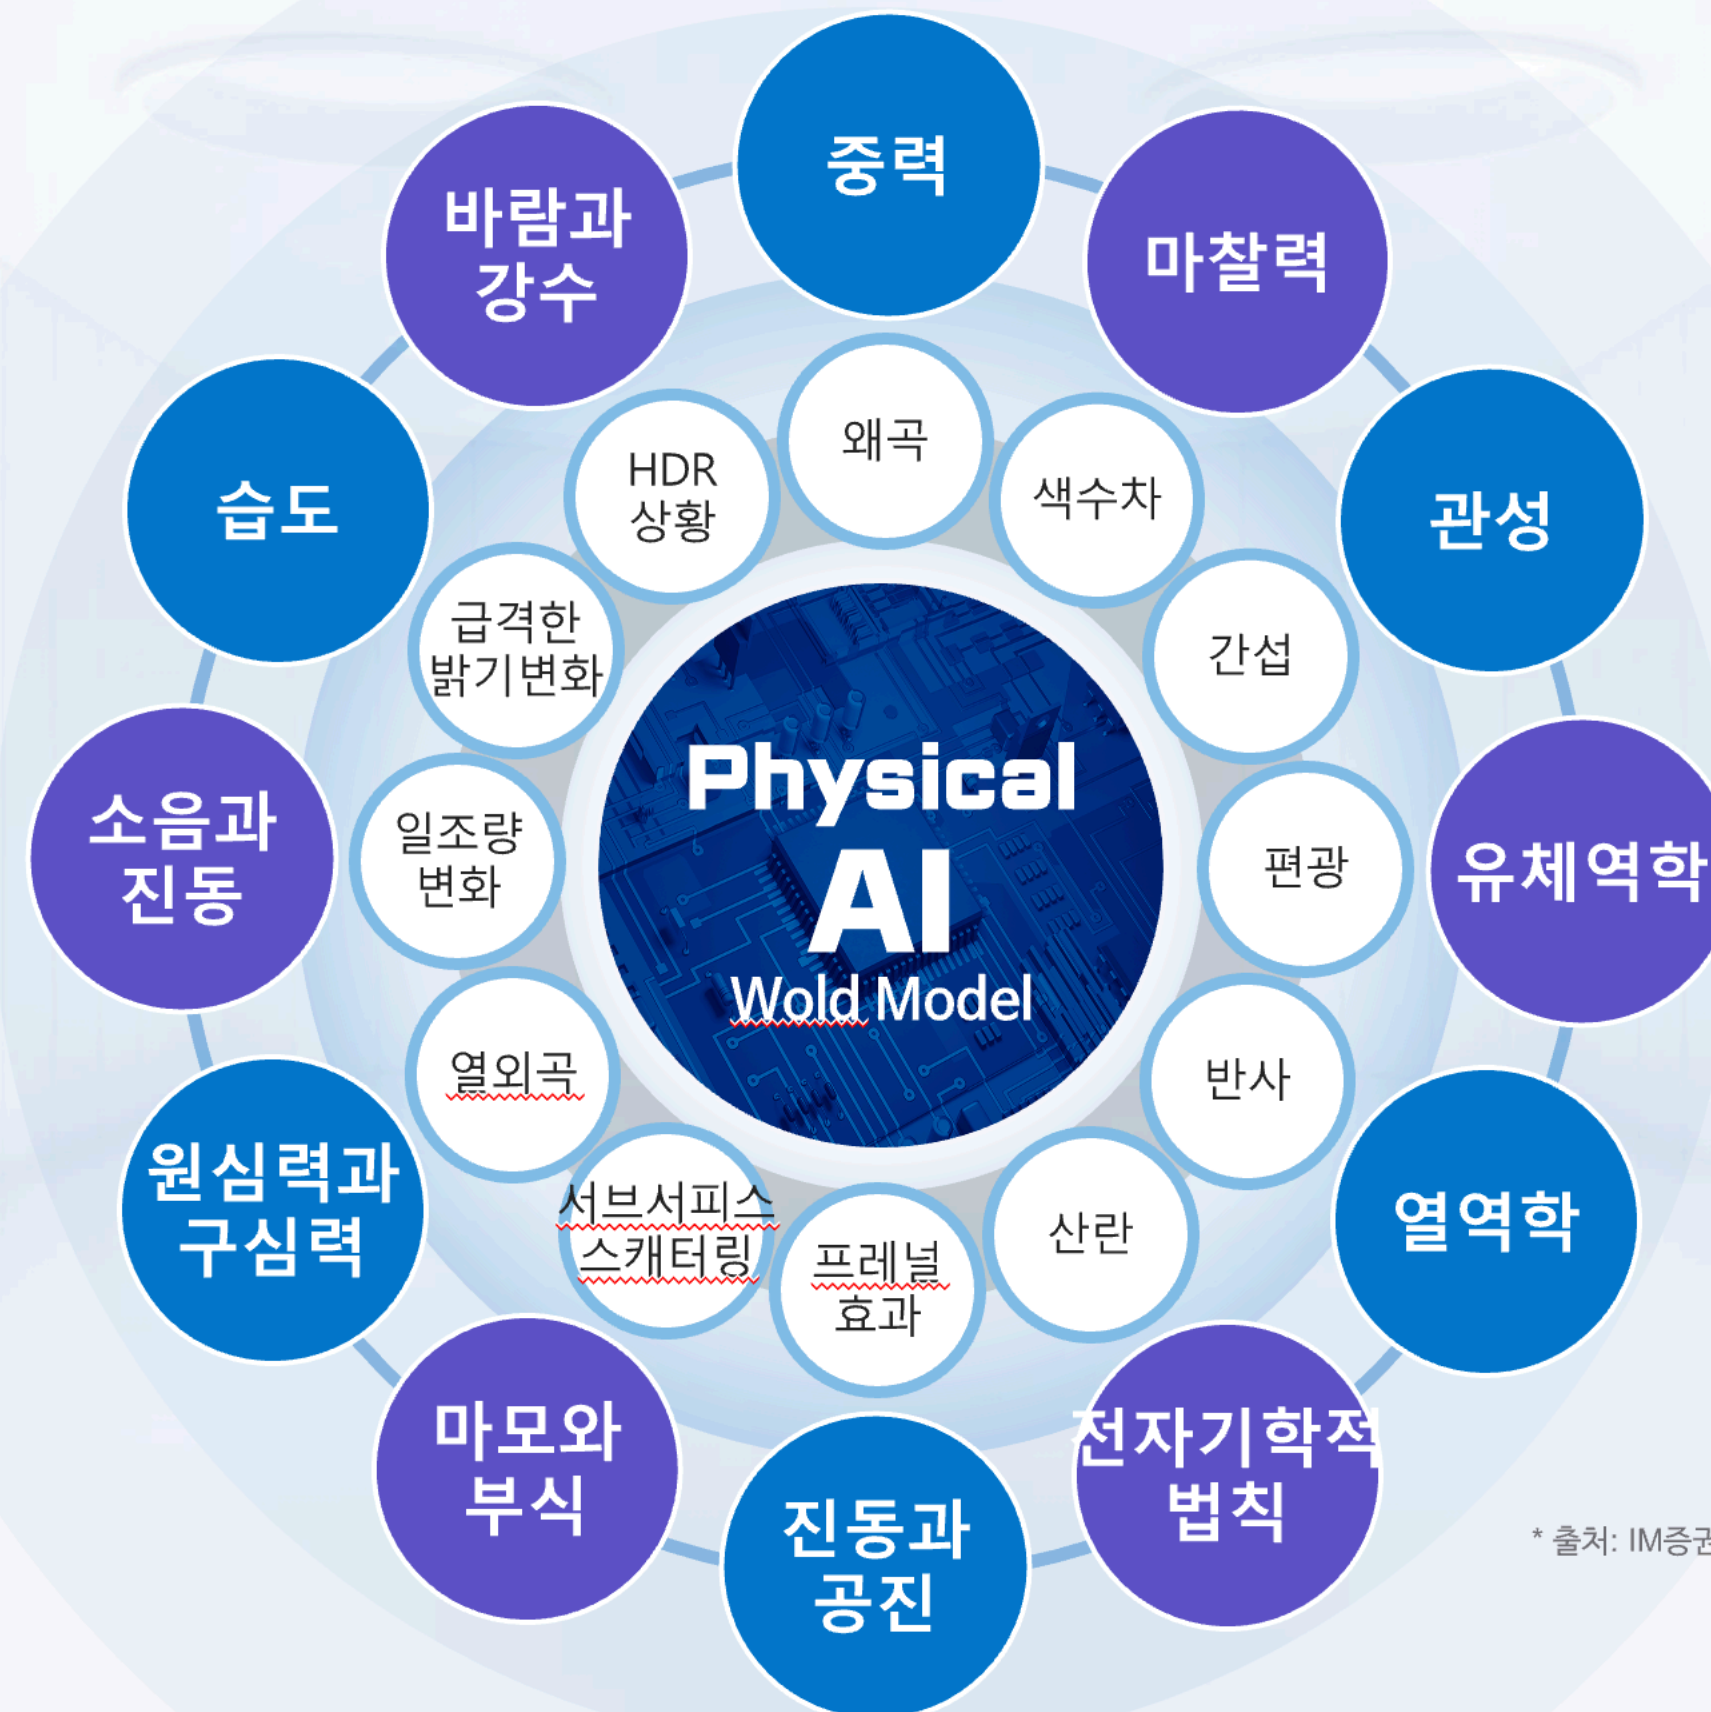 중력
마찰력
관성
유체역학
열역학
전자기학적
법칙
진동과
공진
마모와
부식
원심력과
구심력
소음과
진동
습도
바람과
강수
왜곡
색수차
간섭
편광
반사
산란
프레널
효과
서브서피스
스캐터링
열외곡
일조량
변화
급격한
밝기변화
HDR
상황
Physical
AI
Wold Model
* 출처: IM증권